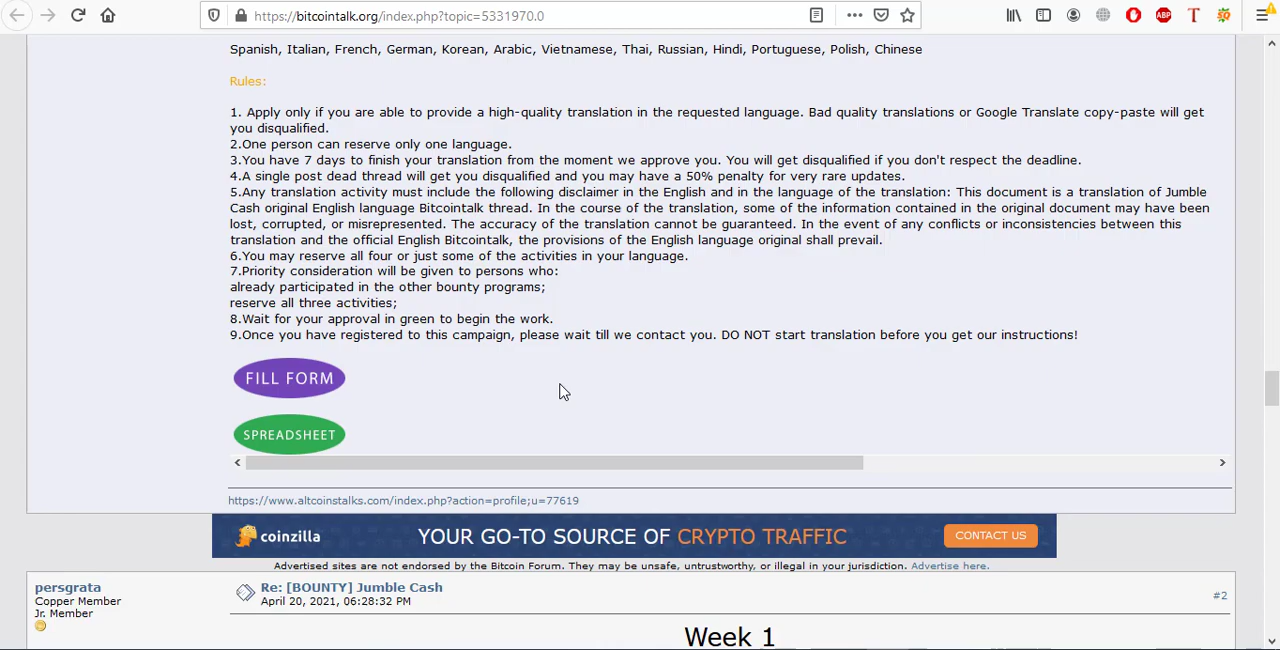 https://bitcointalk.org/index.php?topic=5331970.0
ABP
T
Spanish, Italian, French, German, Korean, Arabic, Vietnamese, Thai, Russian, Hindi, Portuguese, Polish, Chinese
Rules:
1. Apply only if you are able to provide a high-quality translation in the requested language. Bad quality translations or Google Translate copy-paste will get
you disqualified.
2.One person can reserve only one language.
3.You have 7 days to finish your translation from the moment we approve you. You will get disqualified if you don't respect the deadline.
4.A single post dead thread will get you disqualified and you may have a 50% penalty for very rare updates.
5.Any translation activity must include the following disclaimer in the English and in the language of the translation: This document is a translation of Jumble
Cash original English language Bitcointalk thread. In the course of the translation, some of the information contained in the original document may have been
lost, corrupted, or misrepresented. The accuracy of the translation cannot be guaranteed. In the event of any conflicts or inconsistencies between this
translation and the official English Bitcointalk, the provisions of the English language original shall prevail.
6.You may reserve all four or just some of the activities in your language.
7.Priority consideration will be given to persons who:
already participated in the other bounty programs;
reserve all three activities;
8.Wait for your approval in green to begin the work.
9.Once you have registered to this campaign, please wait till we contact you. DO NOT start translation before you get our instructions!
FILL FORM
SPREADSHEET
https://www.altcoinstalks.com/index.php?action=profile;u=77619
coinzilla YOUR GO-TO SOURCE OF CRYPTO TRAFFIC CONTACT US
Advertised sites are not endorsed by the Bitcoin Forum. They may be unsafe, untrustworthy, or illegal in your jurisdiction. Advertise here.
persgrata
Copper Member
Jr. Member
Re: [BOUNTY] Jumble Cash
April 20, 2021, 06:28:32 PM
#2
Week 1